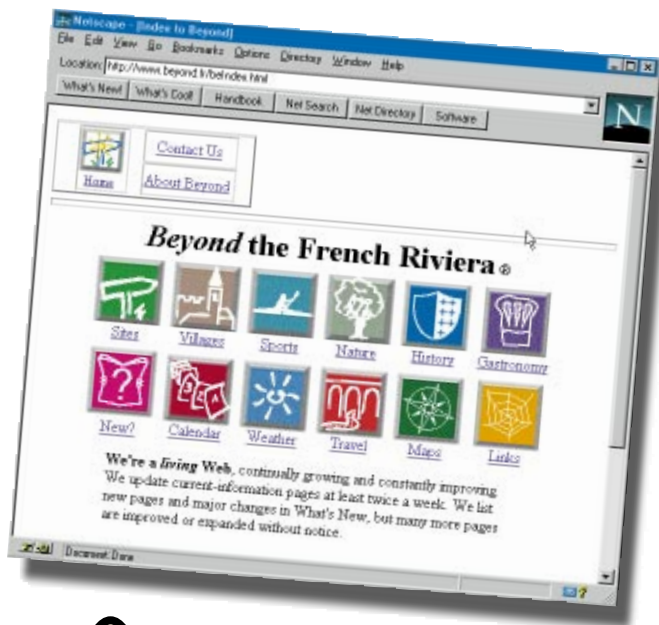 Netscape - [Index to Beyond]
File Edit View Go Bookmarks Options Directory Window Help
Location: http://www.beyond.fr/beindex.html
What's New! What's Cool! Handbook Net Search Net Directory Software
N
Home
Contact Us
About Beyond
Beyond the French Riviera ®
Sites Villages Sports Nature History Gastronomy
?
New? Calendar Weather Travel Maps Links
We're a living Web, continually growing and constantly improving.
We update current-information pages at least twice a week. We list
new pages and major changes in What's New, but many more pages
are improved or expanded without notice.
Document: Done
?